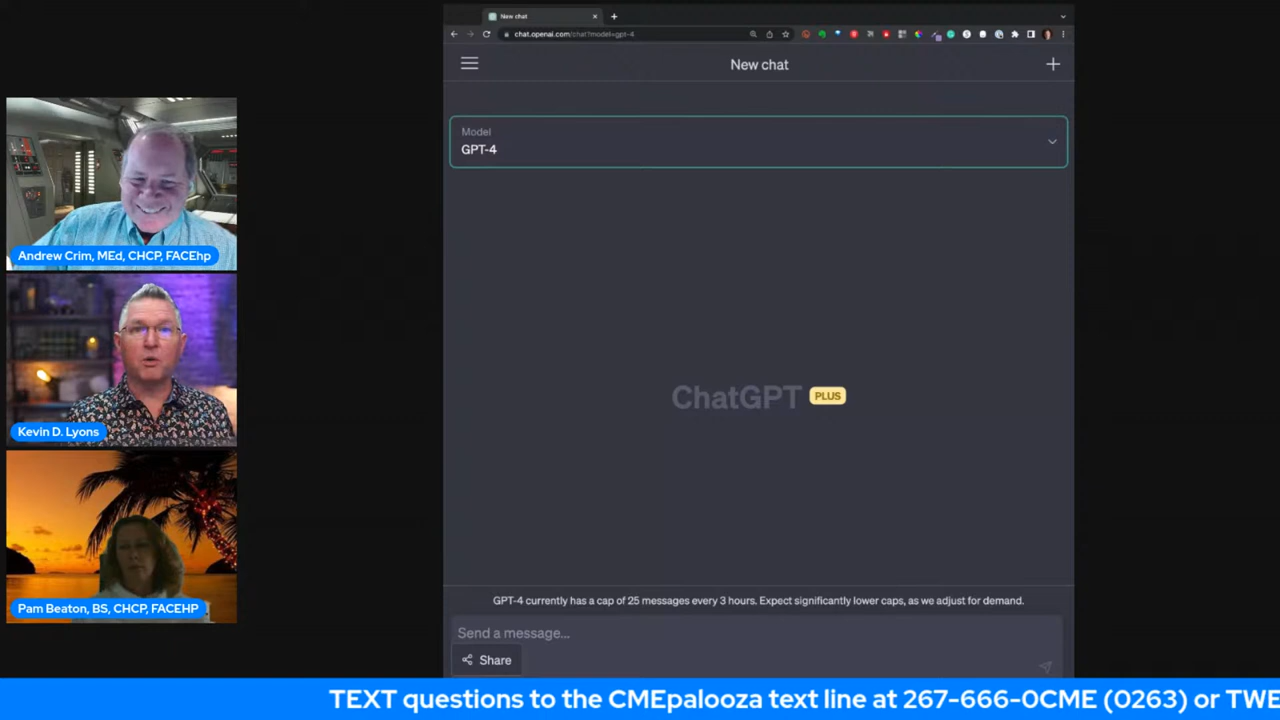 New chat
chat.openai.com/chat?model=gpt-4
New chat
Model
GPT-4
ChatGPT PLUS
GPT-4 currently has a cap of 25 messages every 3 hours. Expect significantly lower caps, as we adjust for demand.
Send a message...
Share
Andrew Crim, MEd, CHCP, FACEhp
Kevin D. Lyons
Pam Beaton, BS, CHCP, FACEHP
TEXT questions to the CMEpalooza text line at 267-666-0CME (0263) or TWE